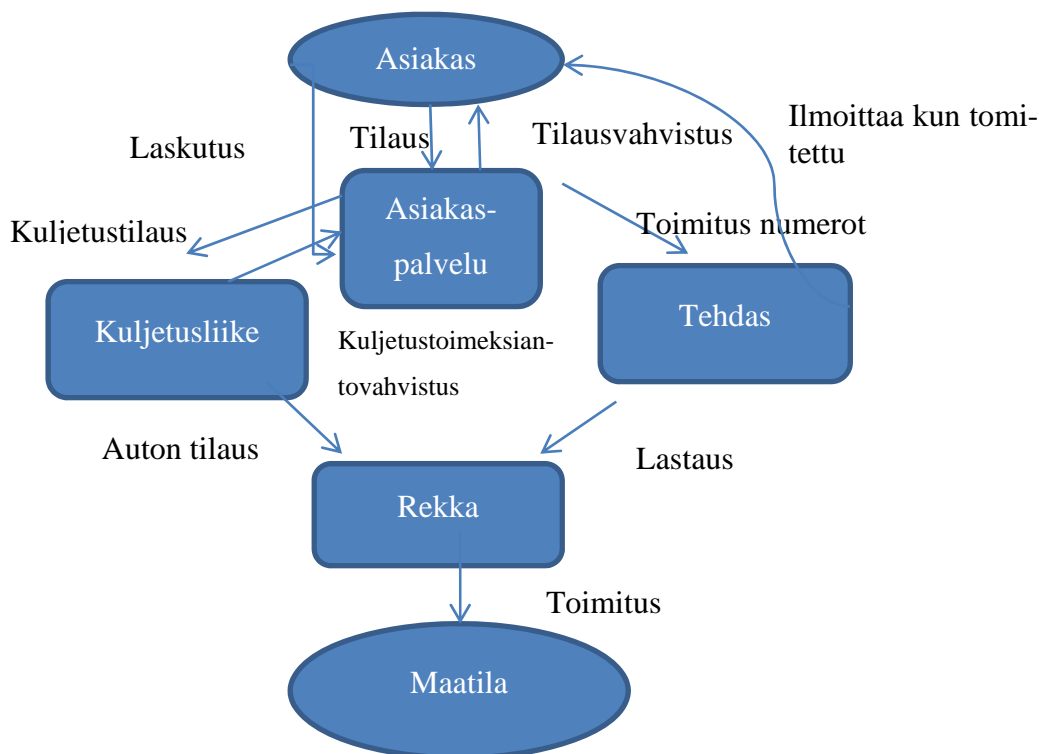 Asiakas
Ilmoittaa kun tomi-
tettu
Laskutus
Tilaus
Tilausvahvistus
Asiakas-
palvelu
Kuljetustilaus
Toimitus numerot
Kuljetusliike
Tehdas
Kuljetustoimeksian-
tovahvistus
Auton tilaus
Lastaus
Rekka
Toimitus
Maatila